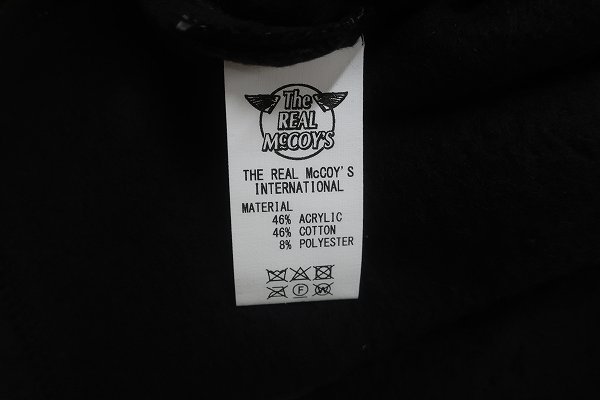 The
REAL
McCOY'S
THE REAL McCOY'S
INTERNATIONAL
MATERIAL
46% ACRYLIC
46% COTTON
8% POLYESTER
F W